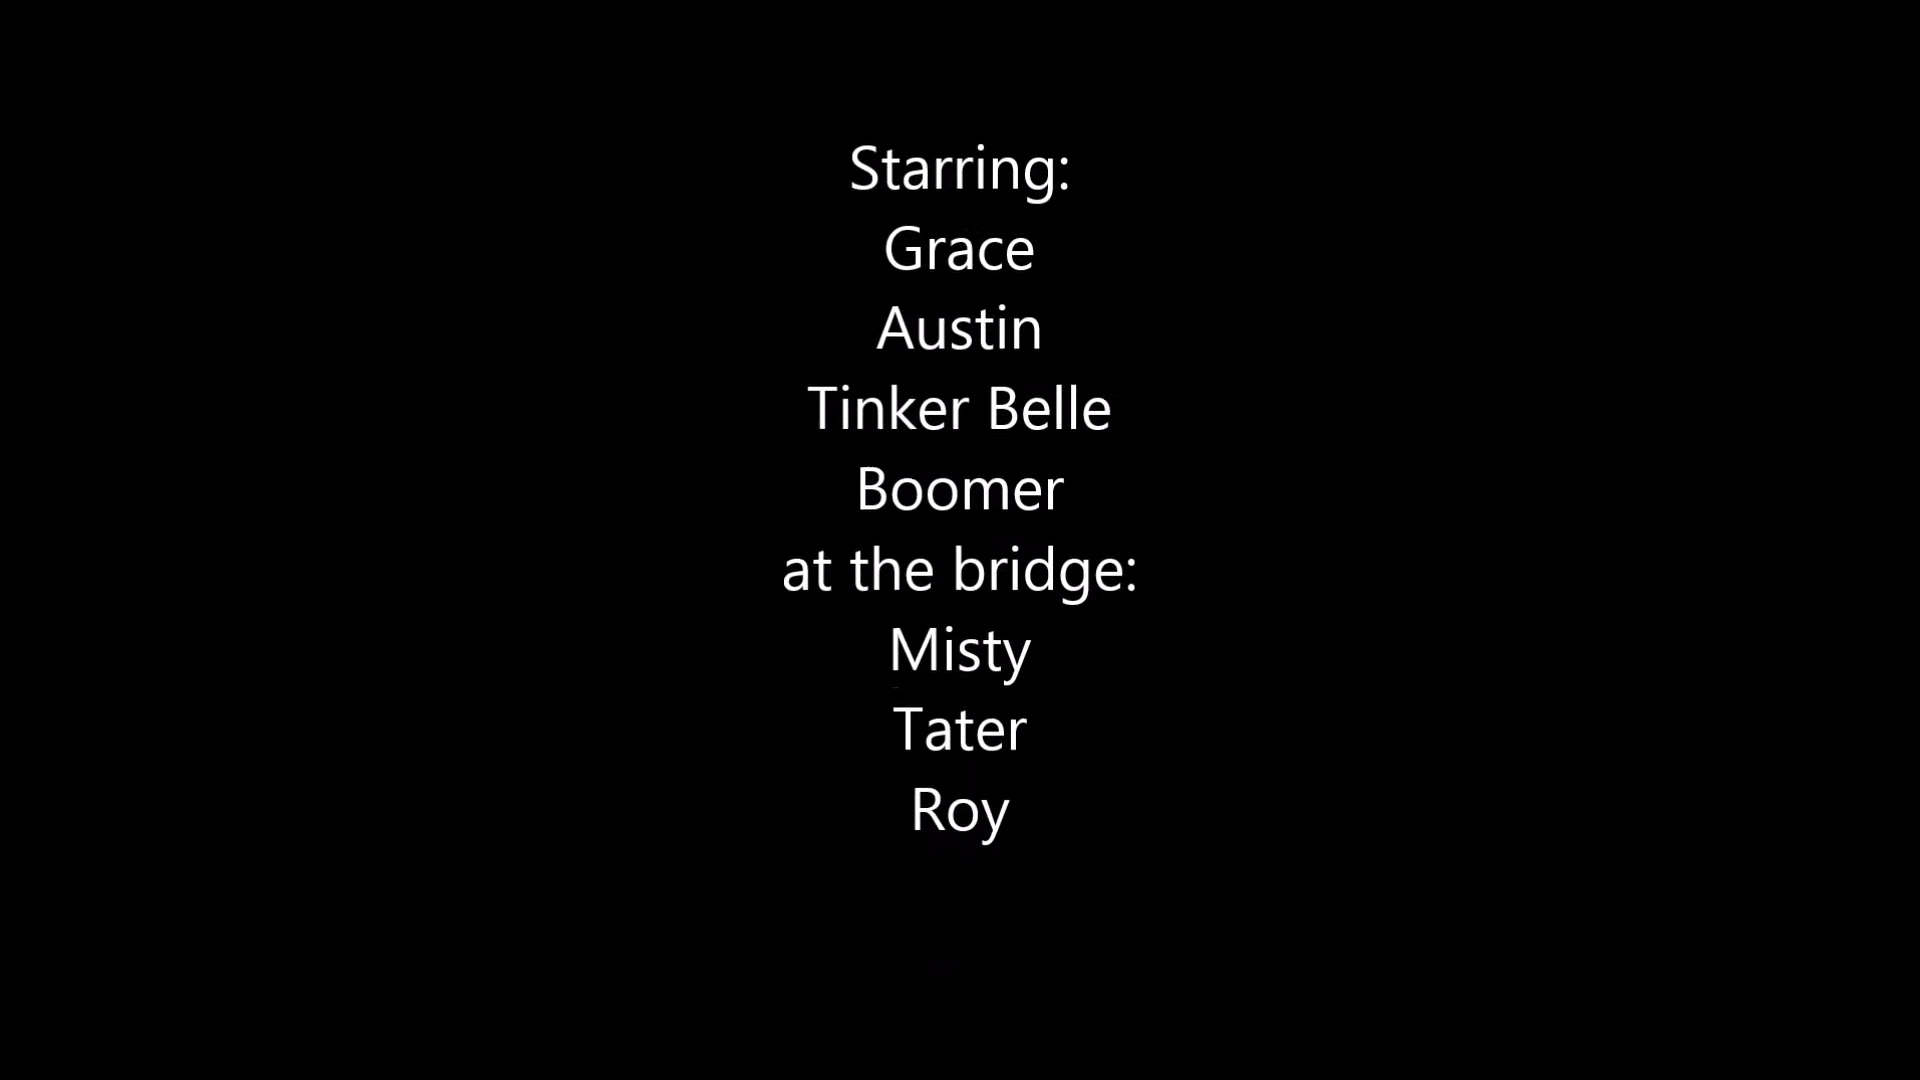 Starring:
Grace
Austin
Tinker Belle
Boomer
at the bridge:
Misty
Tater
Roy